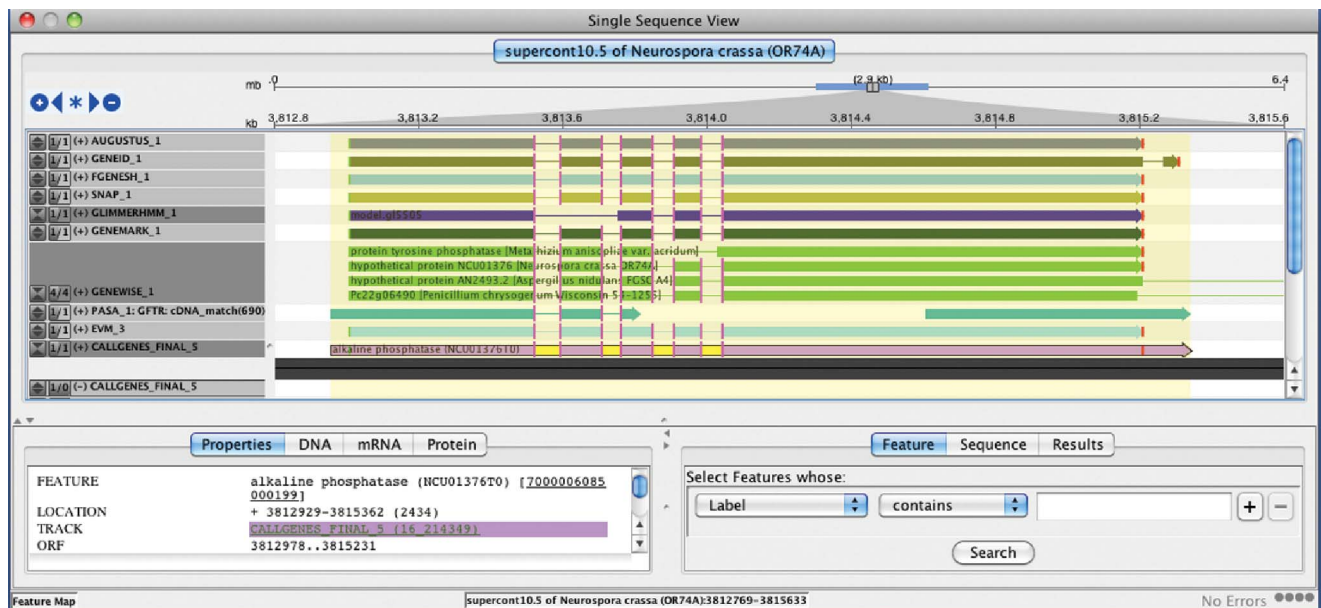 Single Sequence View
supercont10.5 of Neurospora crassa (OR74A)
mb 0 (2.9 kb) 6.4
kb 3,812.8 3,813.2 3,813.6 3,814.0 3,814.4 3,814.8 3,815.2 3,815.6
1/1 (+) AUGUSTUS_1
1/1 (+) GENEID_1
1/1 (+) FGENESH_1
1/1 (+) SNAP_1
1/1 (+) GLIMMERHMM_1 model.g15505
1/1 (+) GENEMARK_1
protein tyrosine phosphatase [Metarhizium anisopliae var. acridum]
hypothetical protein NCU01376 [Neurospora crassa OR74A]
hypothetical protein AN2493.2 [Aspergillus nidulans FGSC A4]
4/4 (+) GENEWISE_1 Pc22g06490 [Penicillium chrysogenum Wisconsin 54-1255]
1/1 (+) PASA_1: GFTR: cDNA_match(690)
1/1 (+) EVM_3
1/1 (+) CALLGENES_FINAL_5 alkaline phosphatase (NCU01376T0)
1/0 (-) CALLGENES_FINAL_5
Properties DNA mRNA Protein
FEATURE alkaline phosphatase (NCU01376T0) [7000006085
000199]
LOCATION + 3812929-3815362 (2434)
TRACK CALLGENES_FINAL_5 (16_214349)
ORF 3812978..3815231
Feature Sequence Results
Select Features whose:
Label contains + −
Search
Feature Map supercont10.5 of Neurospora crassa (OR74A):3812769-3815633 No Errors